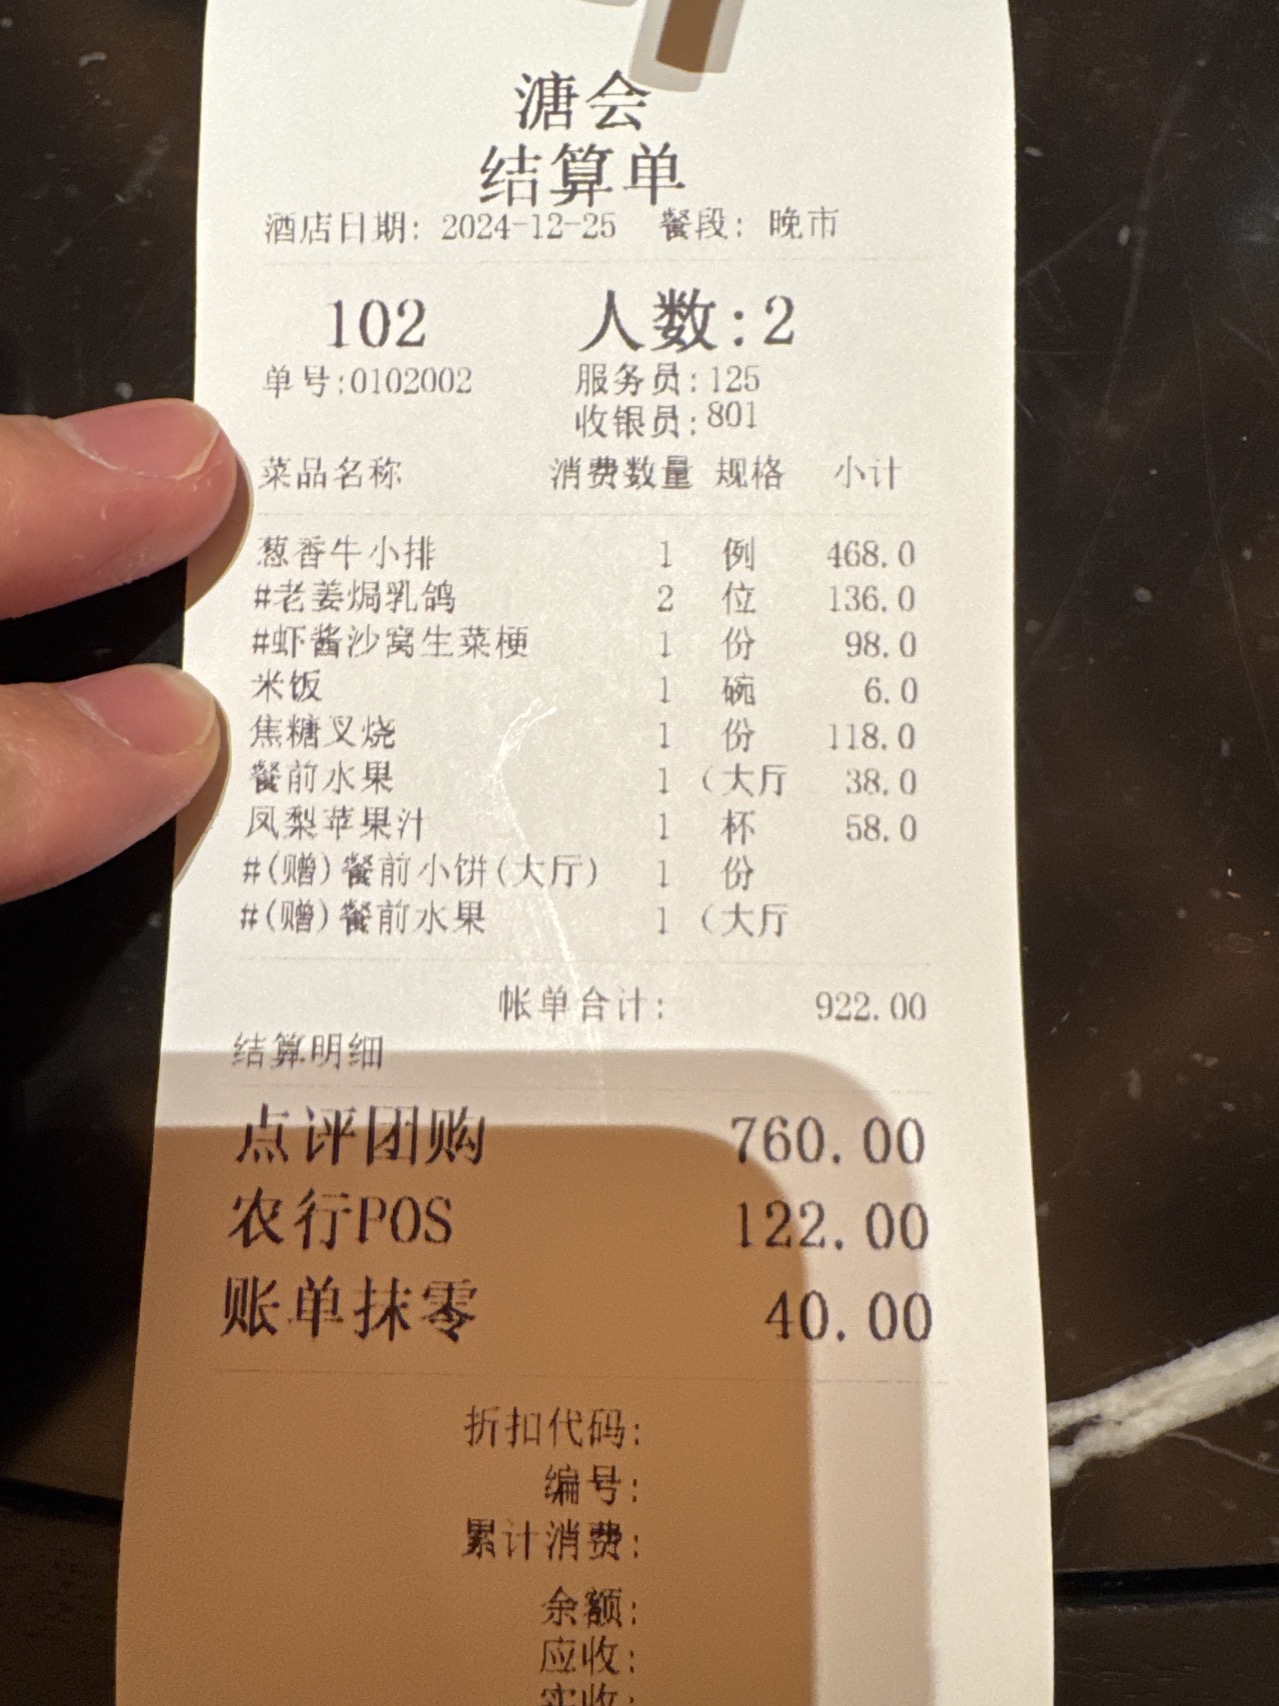 溏会
结算单
酒店日期: 2024-12-25 餐段: 晚市
102 人数:2
单号:0102002 服务员:125
收银员:801
菜品名称 消费数量 规格 小计
葱香牛小排 1 例 468.0
#老姜焗乳鸽 2 位 136.0
#虾酱沙窝生菜梗 1 份 98.0
米饭 1 碗 6.0
焦糖叉烧 1 份 118.0
餐前水果 1 (大厅 38.0
凤梨苹果汁 1 杯 58.0
#(赠)餐前小饼(大厅) 1 份
#(赠)餐前水果 1 (大厅
帐单合计: 922.00
结算明细
点评团购 760.00
农行POS 122.00
账单抹零 40.00
折扣代码:
编号:
累计消费:
余额:
应收:
实收: